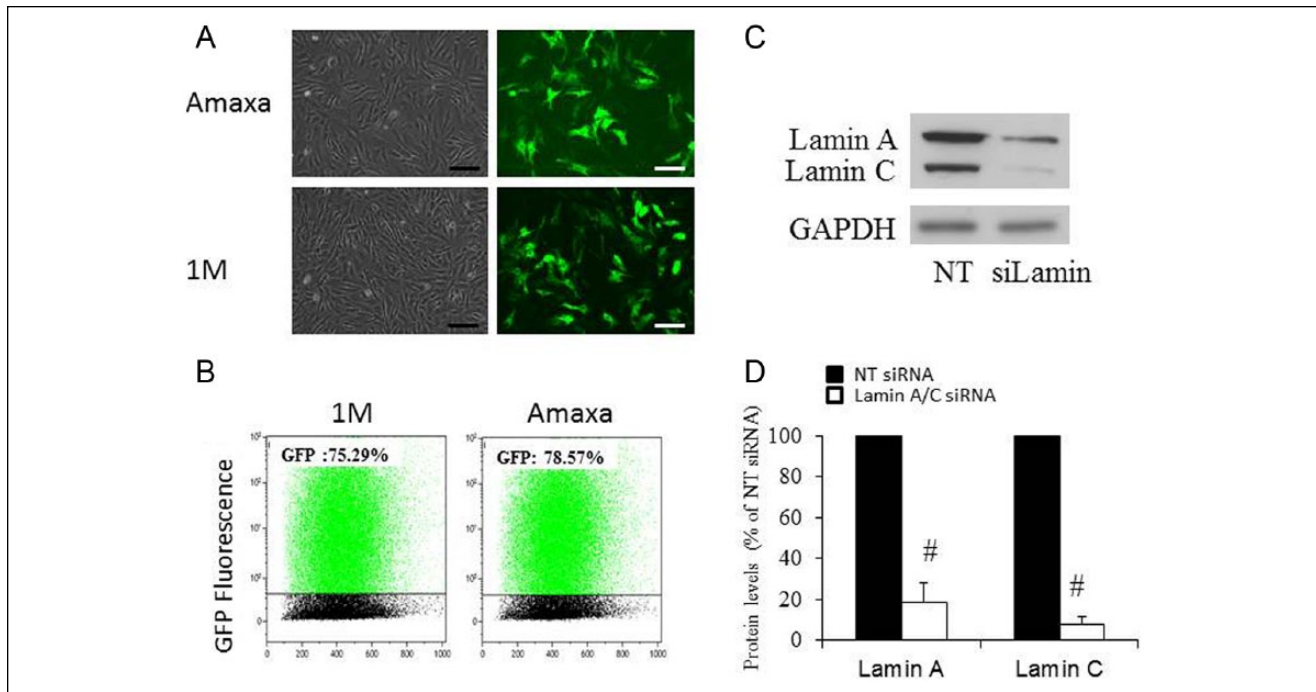 A
Amaxa
1M
B
1M
Amaxa
GFP :75.29%
GFP: 78.57%
GFP Fluorescence
0
0 200 400 600 800 1000
0
0 200 400 600 800 1000
C
Lamin A
Lamin C
GAPDH
NT siLamin
D
NT siRNA
Lamin A/C siRNA
Protein levels (% of NT siRNA)
100
80
60
40
20
0
#
#
Lamin A Lamin C